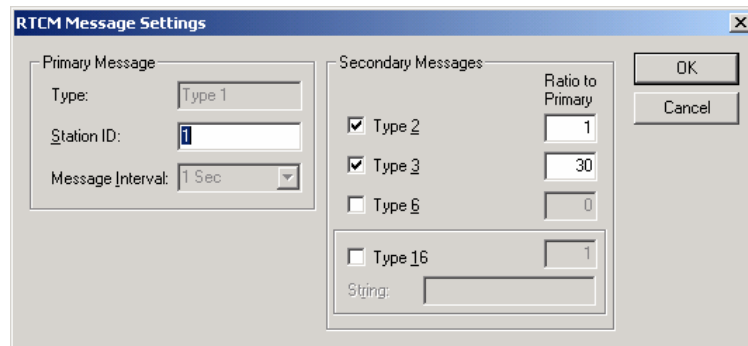 RTCM Message Settings
Primary Message
Type: Type 1
Station ID: 1
Message Interval: 1 Sec
Secondary Messages
Ratio to
Primary
Type 2 1
Type 3 30
Type 6 0
Type 16 1
String:
OK
Cancel